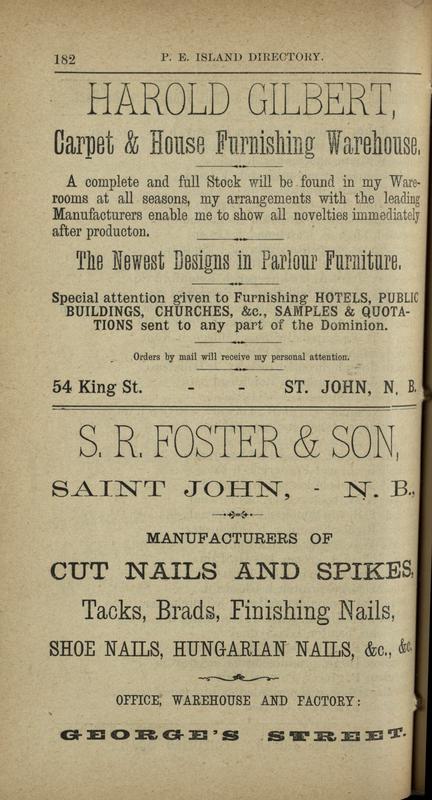 182 P. E. ISLAND DIRECTORY.
HAROLD GILBERT,
Carpet & House Furnishing Warehouse,
A complete and full Stock will be found in my Ware-
rooms at all seasons, my arrangements with the leading
Manufacturers enable me to show all novelties immediately
after producton.
The Newest Designs in Parlour Furniture.
Special attention given to Furnishing HOTELS, PUBLIC
BUILDINGS, CHURCHES, &c., SAMPLES & QUOTA-
TIONS sent to any part of the Dominion.
Orders by mail will receive my personal attention.
54 King St. - - ST. JOHN, N. B.
S. R. FOSTER & SON,
SAINT JOHN, - N. B.,
MANUFACTURERS OF
CUT NAILS AND SPIKES,
Tacks, Brads, Finishing Nails,
SHOE NAILS, HUNGARIAN NAILS, &c., &c.
OFFICE, WAREHOUSE AND FACTORY:
GEORGE'S STREET.